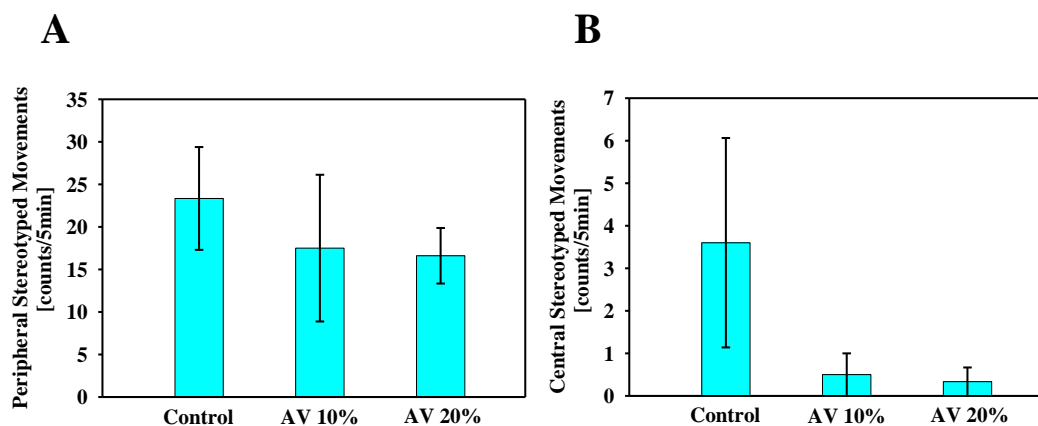 A
B
Peripheral Stereotyped Movements
[counts/5min]
35
30
25
20
15
10
5
0
Control
AV 10%
AV 20%
Central Stereotyped Movements
[counts/5min]
7
6
5
4
3
2
1
0
Control
AV 10%
AV 20%